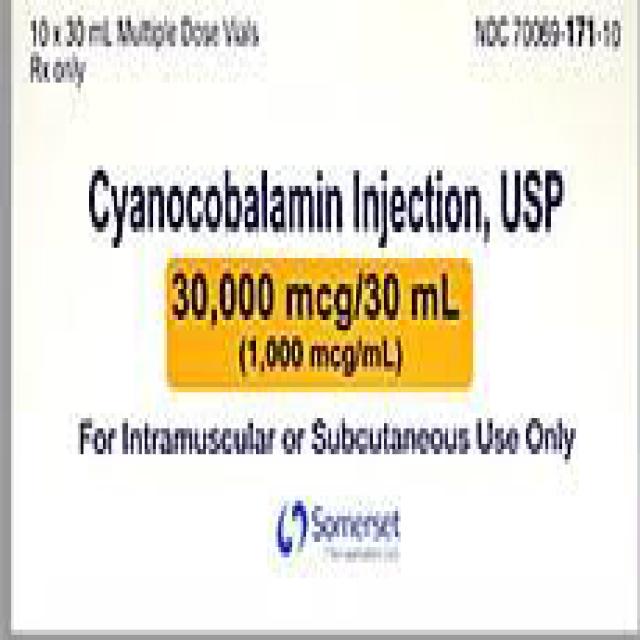 10 x 30 mL Multiple Dose Vials
NDC 70069-171-10
Rx only
Cyanocobalamin Injection, USP
30,000 mcg/30 mL
(1,000 mcg/mL)
For Intramuscular or Subcutaneous Use Only
Somerset